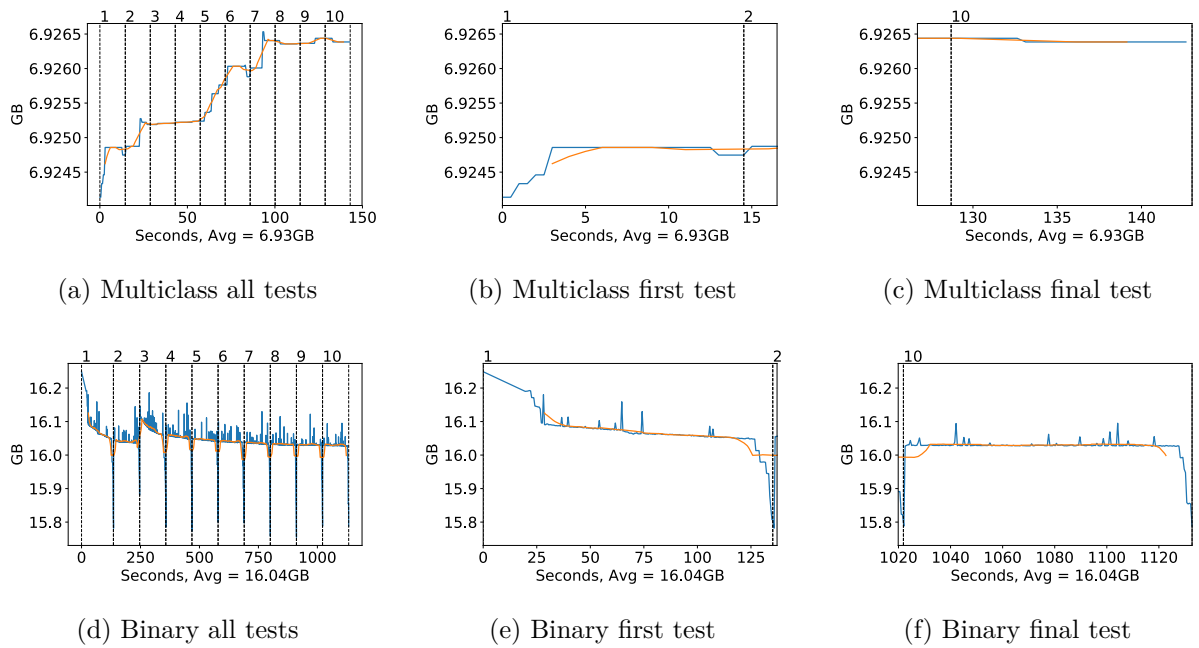 1 2 3 4 5 6 7 8 9 10
6.9265
6.9260
6.9255
6.9250
6.9245
GB
0 50 100 150
Seconds, Avg = 6.93GB
(a) Multiclass all tests
1 2
6.9265
6.9260
6.9255
6.9250
6.9245
GB
0 5 10 15
Seconds, Avg = 6.93GB
(b) Multiclass first test
10
6.9265
6.9260
6.9255
6.9250
6.9245
GB
130 135 140
Seconds, Avg = 6.93GB
(c) Multiclass final test
1 2 3 4 5 6 7 8 9 10
16.2
16.1
16.0
15.9
15.8
GB
0 250 500 750 1000
Seconds, Avg = 16.04GB
(d) Binary all tests
1 2
16.2
16.1
16.0
15.9
15.8
GB
0 25 50 75 100 125
Seconds, Avg = 16.04GB
(e) Binary first test
10
16.2
16.1
16.0
15.9
15.8
GB
1020 1040 1060 1080 1100 1120
Seconds, Avg = 16.04GB
(f) Binary final test